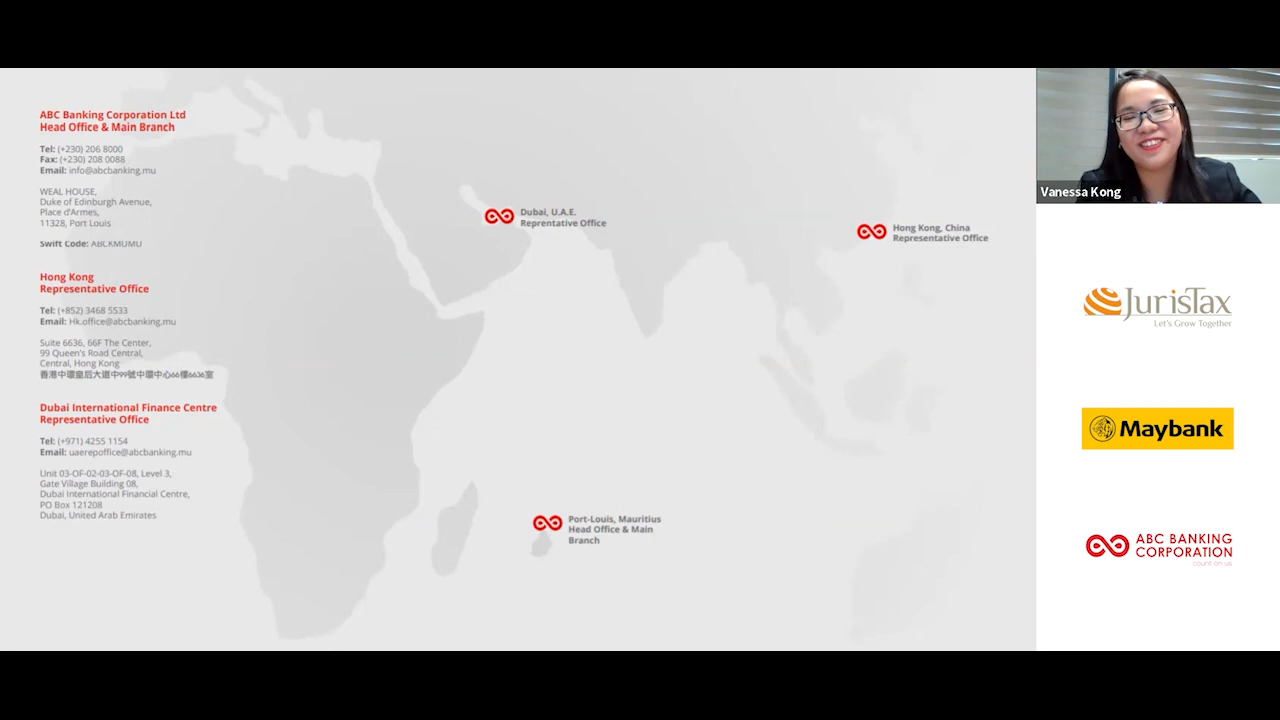 ABC Banking Corporation Ltd
Head Office & Main Branch
Tel: (+230) 206 8000
Fax: (+230) 208 0088
Email: info@abcbanking.mu
WEAL HOUSE,
Duke of Edinburgh Avenue,
Place d'Armes,
11328, Port Louis
Swift Code: ABCKMUMU
Hong Kong
Representative Office
Tel: (+852) 3468 5533
Email: Hk.office@abcbanking.mu
Suite 6636, 66F The Center,
99 Queen's Road Central,
Central, Hong Kong
香港中環皇后大道中99號中環中心66樓6636室
Dubai International Finance Centre
Representative Office
Tel: (+971) 4255 1154
Email: uaerepoffice@abcbanking.mu
Unit 03-OF-02-03-OF-08, Level 3,
Gate Village Building 08,
Dubai International Financial Centre,
PO Box 121208
Dubai, United Arab Emirates
Dubai, U.A.E.
Reprentative Office
Hong Kong, China
Representative Office
Port-Louis, Mauritius
Head Office & Main
Branch
Vanessa Kong
JurisTax
Let's Grow Together
Maybank
ABC BANKING
CORPORATION
count on us